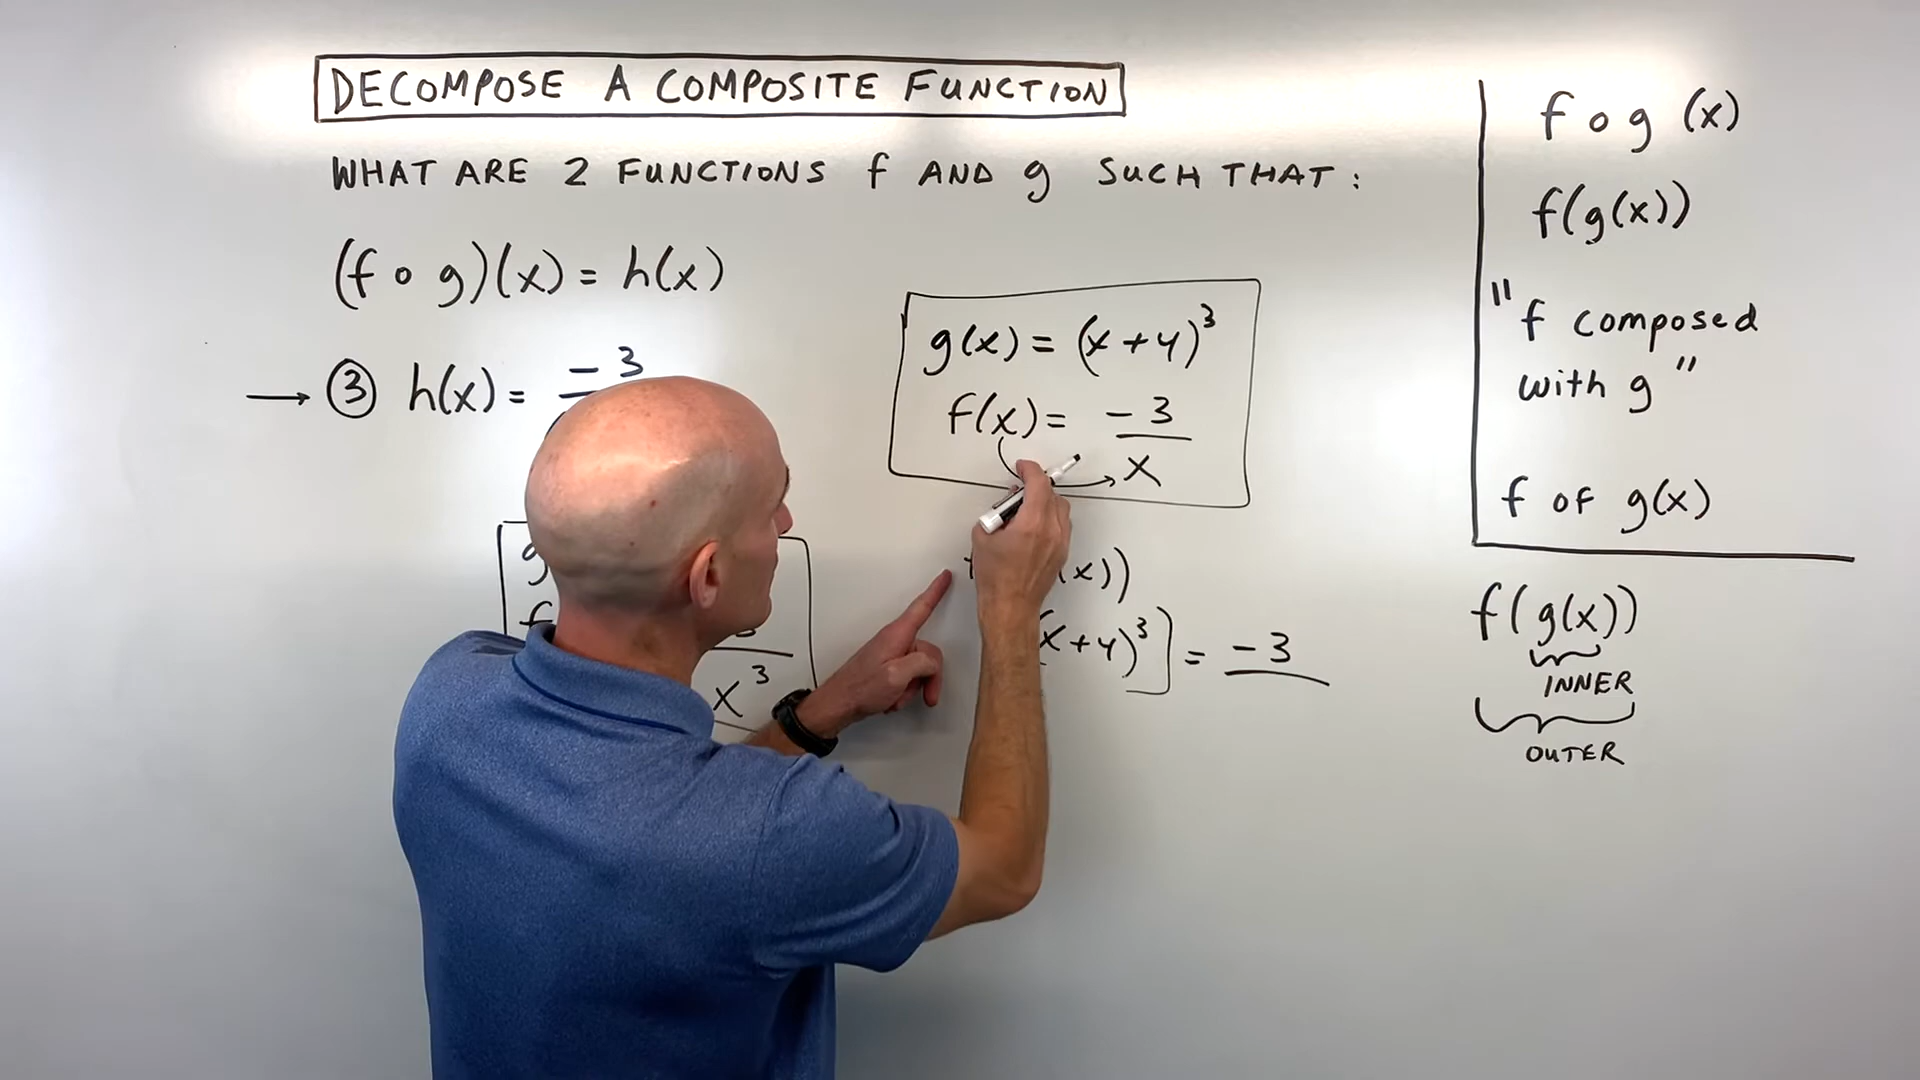 DECOMPOSE A COMPOSITE FUNCTION
WHAT ARE 2 FUNCTIONS f AND g SUCH THAT:
(f ∘ g)(x) = h(x)
→ ③ h(x) = -3
g(x) = (x+4)³
f(x) = -3
x
g
f
x³
(x))
(x+4)³] = -3
f ∘ g (x)
f(g(x))
"f composed
with g"
f of g(x)
f(g(x))
INNER
OUTER